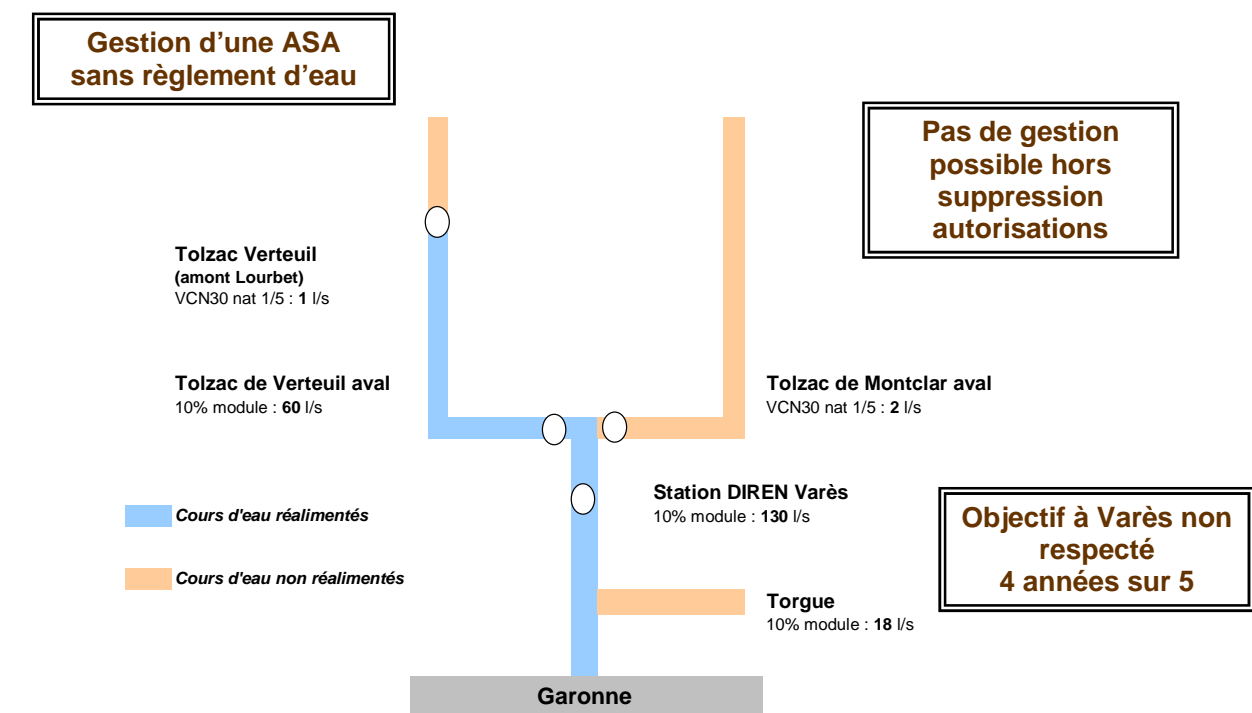 Gestion d’une ASA
sans règlement d’eau
Pas de gestion
possible hors
suppression
autorisations
Tolzac Verteuil
(amont Lourbet)
VCN30 nat 1/5 : 1 l/s
Tolzac de Verteuil aval
10% module : 60 l/s
Tolzac de Montclar aval
VCN30 nat 1/5 : 2 l/s
Station DIREN Varès
10% module : 130 l/s
Cours d'eau réalimentés
Cours d'eau non réalimentés
Objectif à Varès non
respecté
4 années sur 5
Torgue
10% module : 18 l/s
Garonne